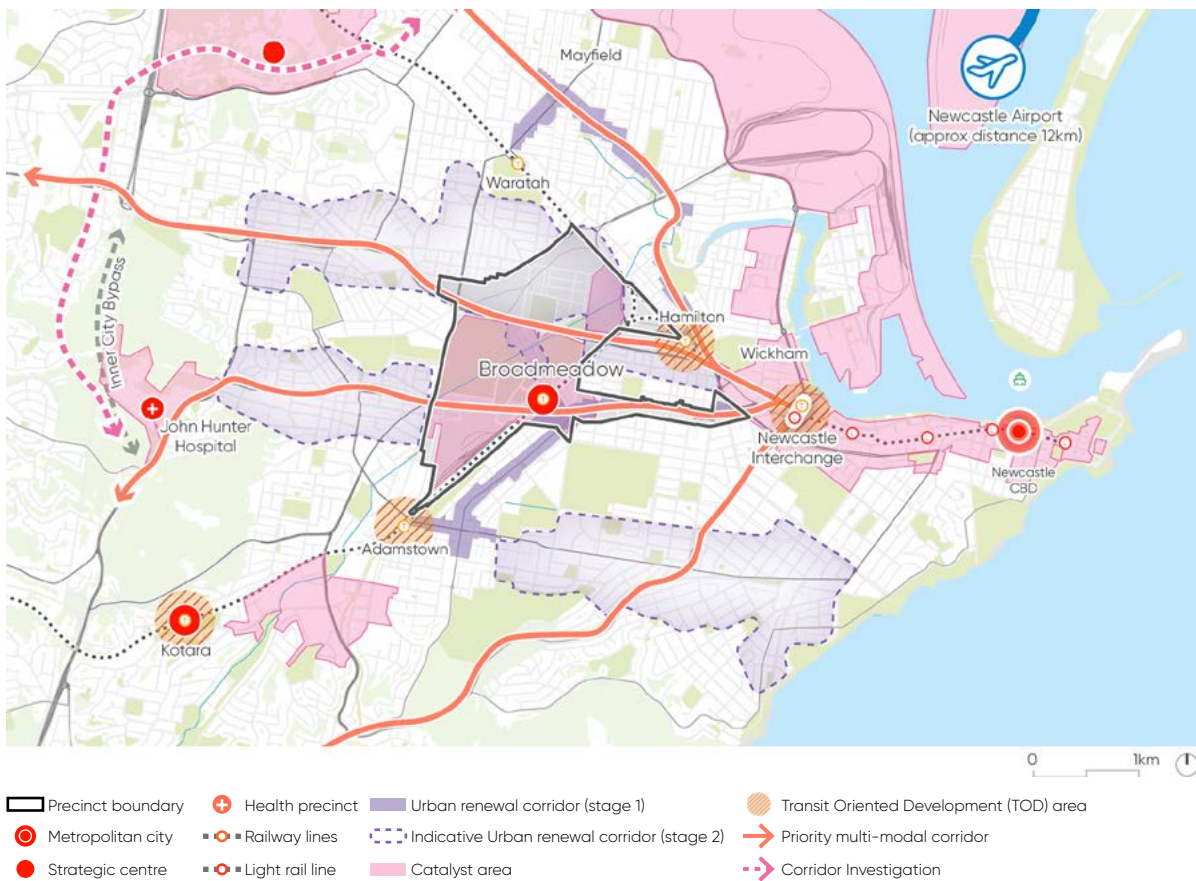 Mayfield
Newcastle Airport
(approx distance 12km)
Waratah
Inner City Bypass
Hamilton
Wickham
Broadmeadow
John Hunter
Hospital
Newcastle
Interchange
Newcastle
CBD
Adamstown
Kotara
0 1km
Precinct boundary
Health precinct
Urban renewal corridor (stage 1)
Transit Oriented Development (TOD) area
Metropolitan city
Railway lines
Indicative Urban renewal corridor (stage 2)
Priority multi-modal corridor
Strategic centre
Light rail line
Catalyst area
Corridor Investigation